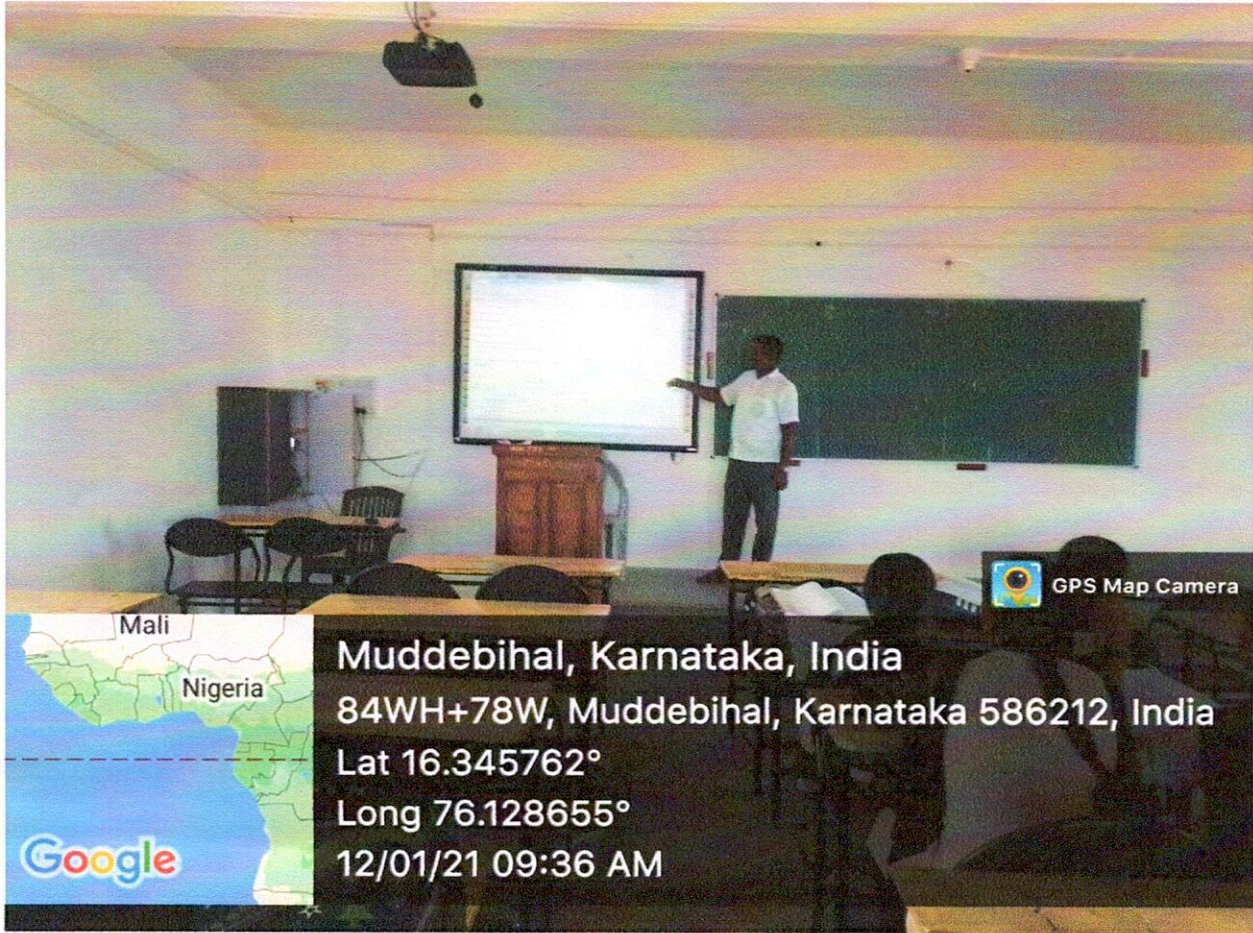 GPS Map Camera
Mali
Nigeria
Google
Muddebihal, Karnataka, India
84WH+78W, Muddebihal, Karnataka 586212, India
Lat 16.345762°
Long 76.128655°
12/01/21 09:36 AM